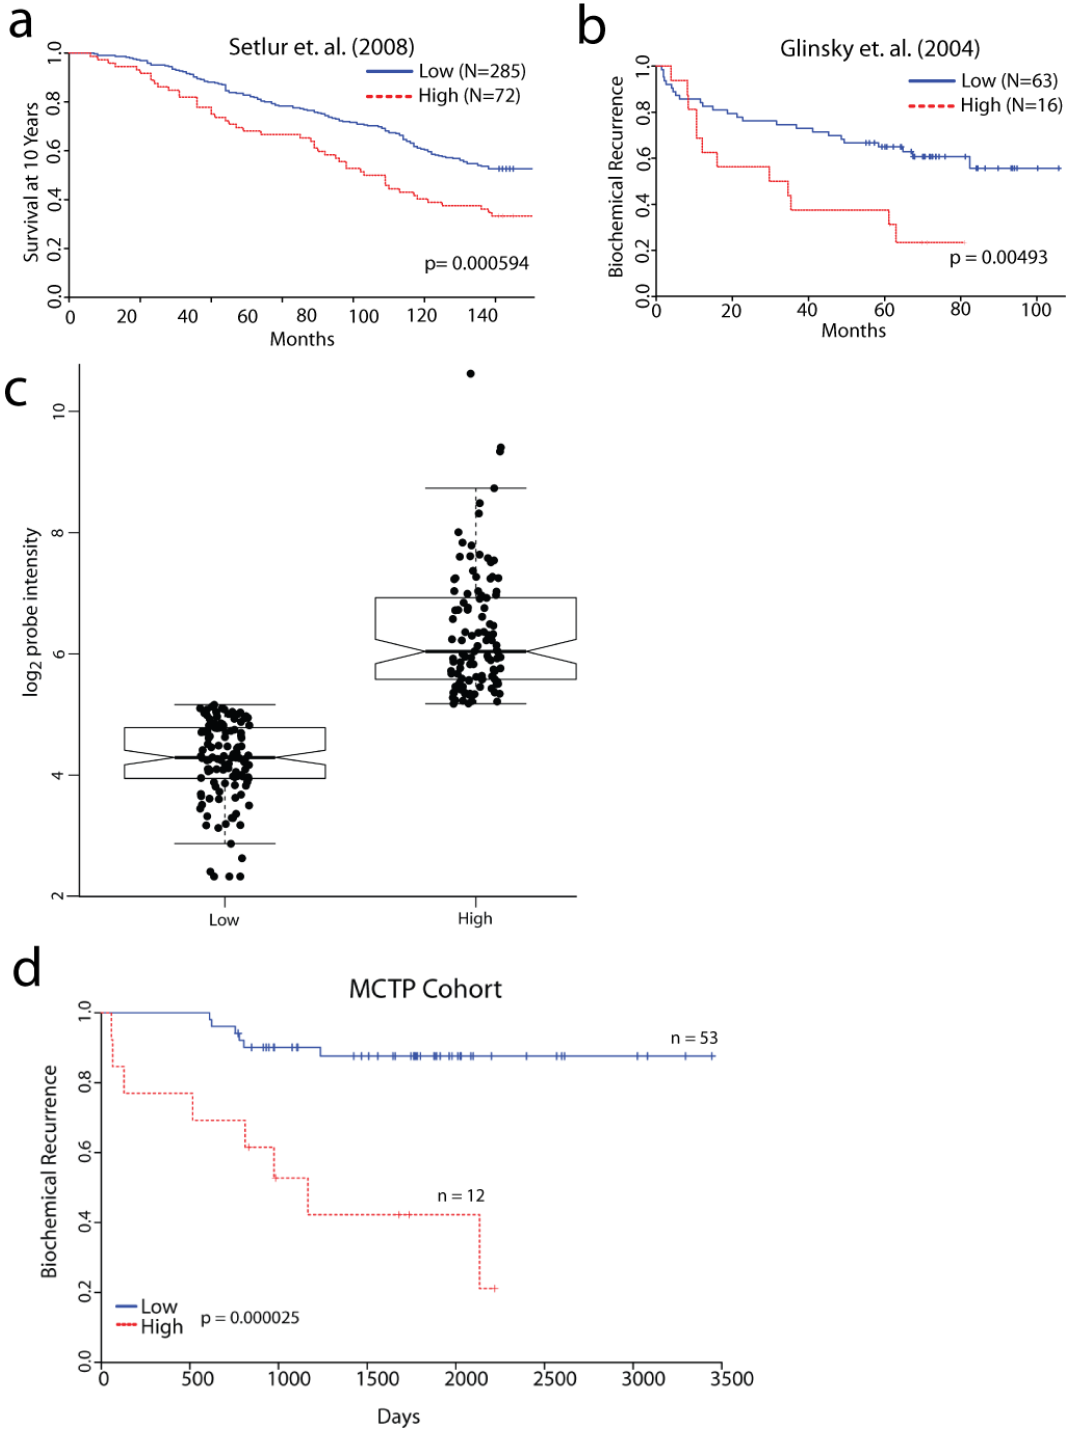 a
Setlur et. al. (2008)
Low (N=285)
High (N=72)
Survival at 10 Years
1.0
0.8
0.6
0.4
0.2
0.0
p= 0.000594
0 20 40 60 80 100 120 140
Months
b
Glinsky et. al. (2004)
Low (N=63)
High (N=16)
Biochemical Recurrence
1.0
0.8
0.6
0.4
0.2
0.0
p = 0.00493
0 20 40 60 80 100
Months
c
log2 probe intensity
10
8
6
4
2
Low High
d
MCTP Cohort
Biochemical Recurrence
1.0
0.8
0.6
0.4
0.2
0.0
n = 53
n = 12
Low
High
p = 0.000025
0 500 1000 1500 2000 2500 3000 3500
Days